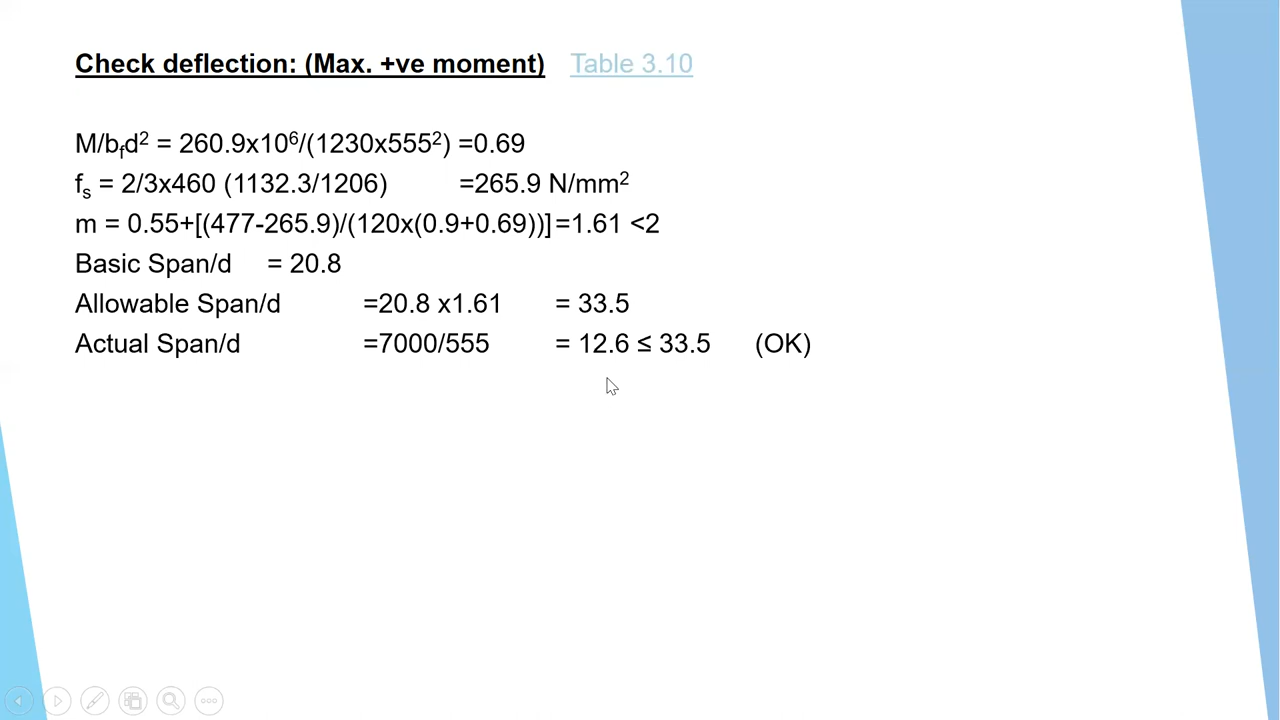 Check deflection: (Max. +ve moment) Table 3.10
M/b_fd² = 260.9x10⁶/(1230x555²) =0.69
f_s = 2/3x460 (1132.3/1206) =265.9 N/mm²
m = 0.55+[(477-265.9)/(120x(0.9+0.69))]=1.61 <2
Basic Span/d = 20.8
Allowable Span/d =20.8 x1.61 = 33.5
Actual Span/d =7000/555 = 12.6 ≤ 33.5 (OK)